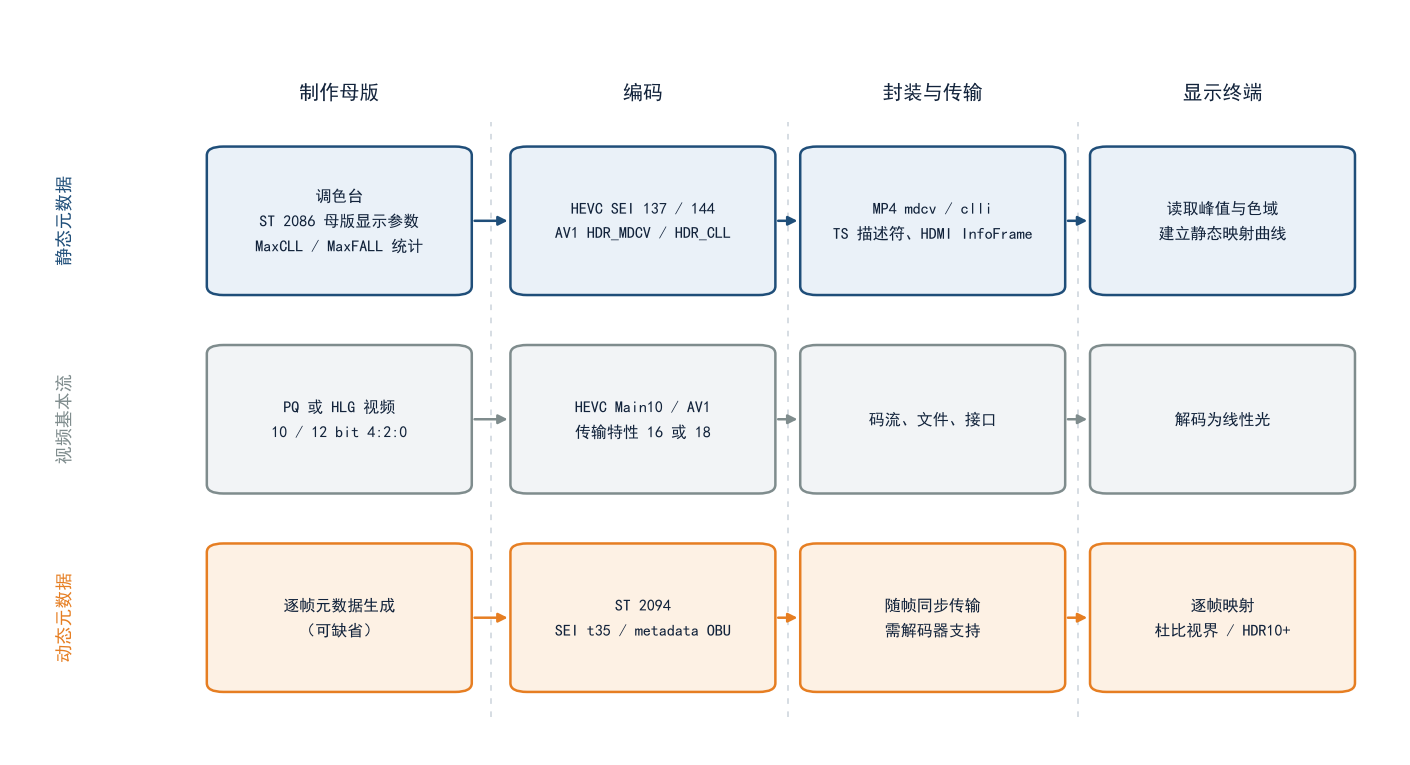 制作母版
编码
封装与传输
显示终端
静态元数据
调色台
ST 2086 母版显示参数
MaxCLL / MaxFALL 统计
HEVC SEI 137 / 144
AV1 HDR_MDCV / HDR_CLL
MP4 mdcv / clli
TS 描述符、HDMI InfoFrame
读取峰值与色域
建立静态映射曲线
视频基本流
PQ 或 HLG 视频
10 / 12 bit 4:2:0
HEVC Main10 / AV1
传输特性 16 或 18
码流、文件、接口
解码为线性光
动态元数据
逐帧元数据生成
（可缺省）
ST 2094
SEI t35 / metadata OBU
随帧同步传输
需解码器支持
逐帧映射
杜比视界 / HDR10+